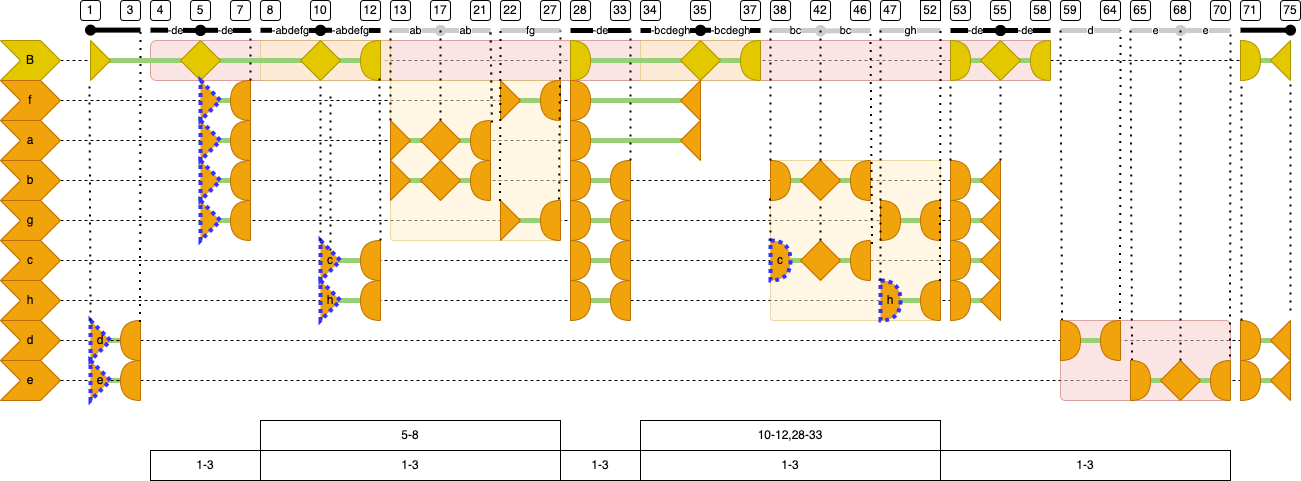 1 3 4 5 7 8 10 12 13 17 21 22 27 28 33 34 35 37 38 42 46 47 52 53 55 58 59 64 65 68 70 71 75
de de abdefg abdefg ab ab fg de bcdegh bcdegh bc bc gh de de d e e
B
f
a
b
g
c c c
h h h
d d
e e
5-8 10-12,28-33
1-3 1-3 1-3 1-3 1-3